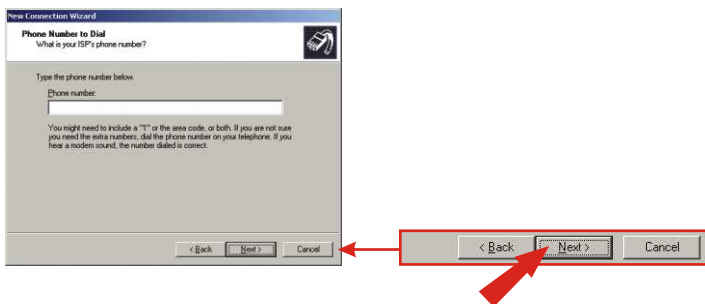 New Connection Wizard
Phone Number to Dial
What is your ISP's phone number?
Type the phone number below.
Phone number:
You might need to include a "1" or the area code, or both. If you are not sure
you need the extra numbers, dial the phone number on your telephone. If you
hear a modem sound, the number dialed is correct.
< Back Next > Cancel
< Back Next > Cancel